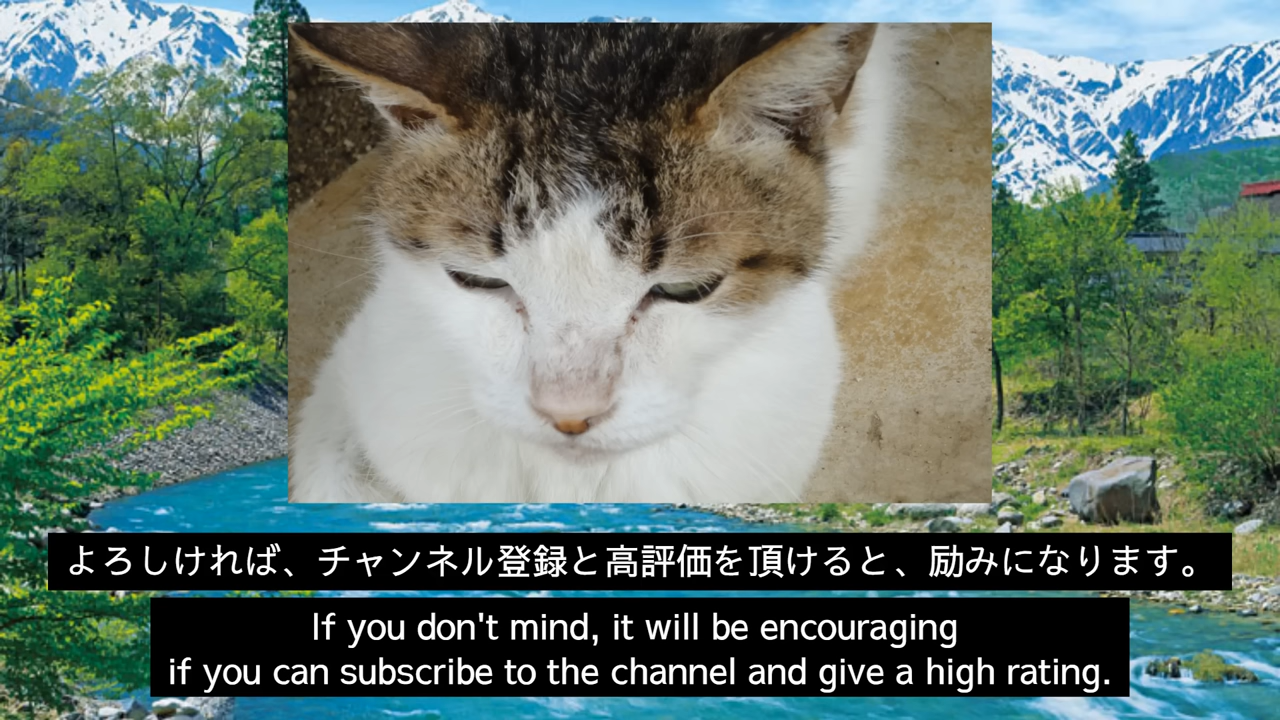 よろしければ、チャンネル登録と高評価を頂けると、励みになります。
If you don't mind, it will be encouraging
if you can subscribe to the channel and give a high rating.